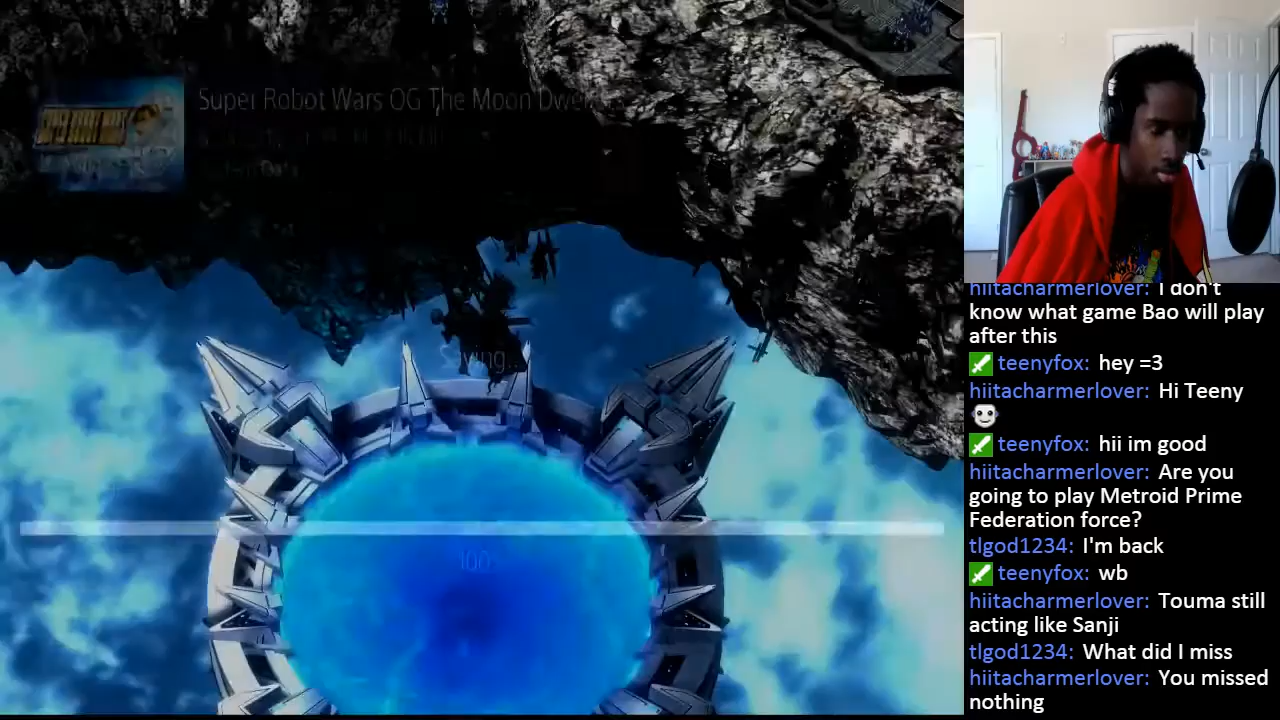 Super Robot Wars OG The Moon Dwellers
Saving...
100
hiitacharmerlover: I don't
know what game Bao will play
after this
teenyfox: hey =3
hiitacharmerlover: Hi Teeny
teenyfox: hii im good
hiitacharmerlover: Are you
going to play Metroid Prime
Federation force?
tlgod1234: I'm back
teenyfox: wb
hiitacharmerlover: Touma still
acting like Sanji
tlgod1234: What did I miss
hiitacharmerlover: You missed
nothing